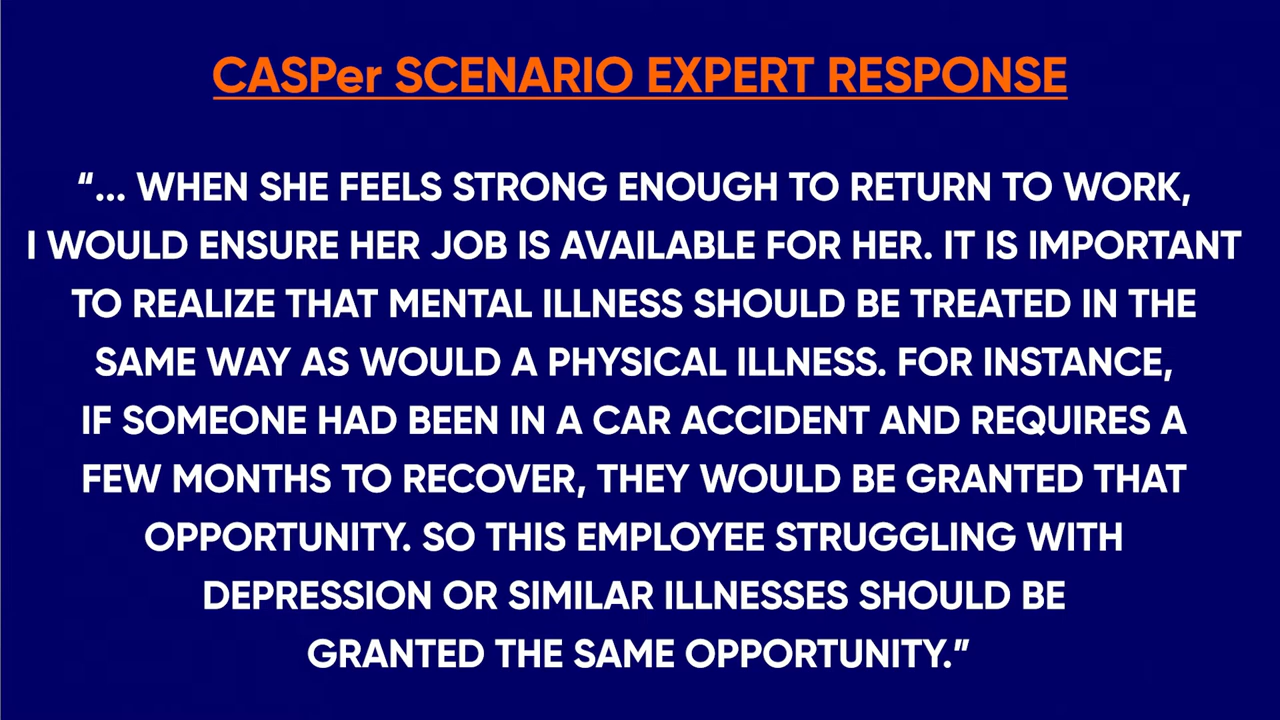 CASPer SCENARIO EXPERT RESPONSE
“... WHEN SHE FEELS STRONG ENOUGH TO RETURN TO WORK,
I WOULD ENSURE HER JOB IS AVAILABLE FOR HER. IT IS IMPORTANT
TO REALIZE THAT MENTAL ILLNESS SHOULD BE TREATED IN THE
SAME WAY AS WOULD A PHYSICAL ILLNESS. FOR INSTANCE,
IF SOMEONE HAD BEEN IN A CAR ACCIDENT AND REQUIRES A
FEW MONTHS TO RECOVER, THEY WOULD BE GRANTED THAT
OPPORTUNITY. SO THIS EMPLOYEE STRUGGLING WITH
DEPRESSION OR SIMILAR ILLNESSES SHOULD BE
GRANTED THE SAME OPPORTUNITY.”